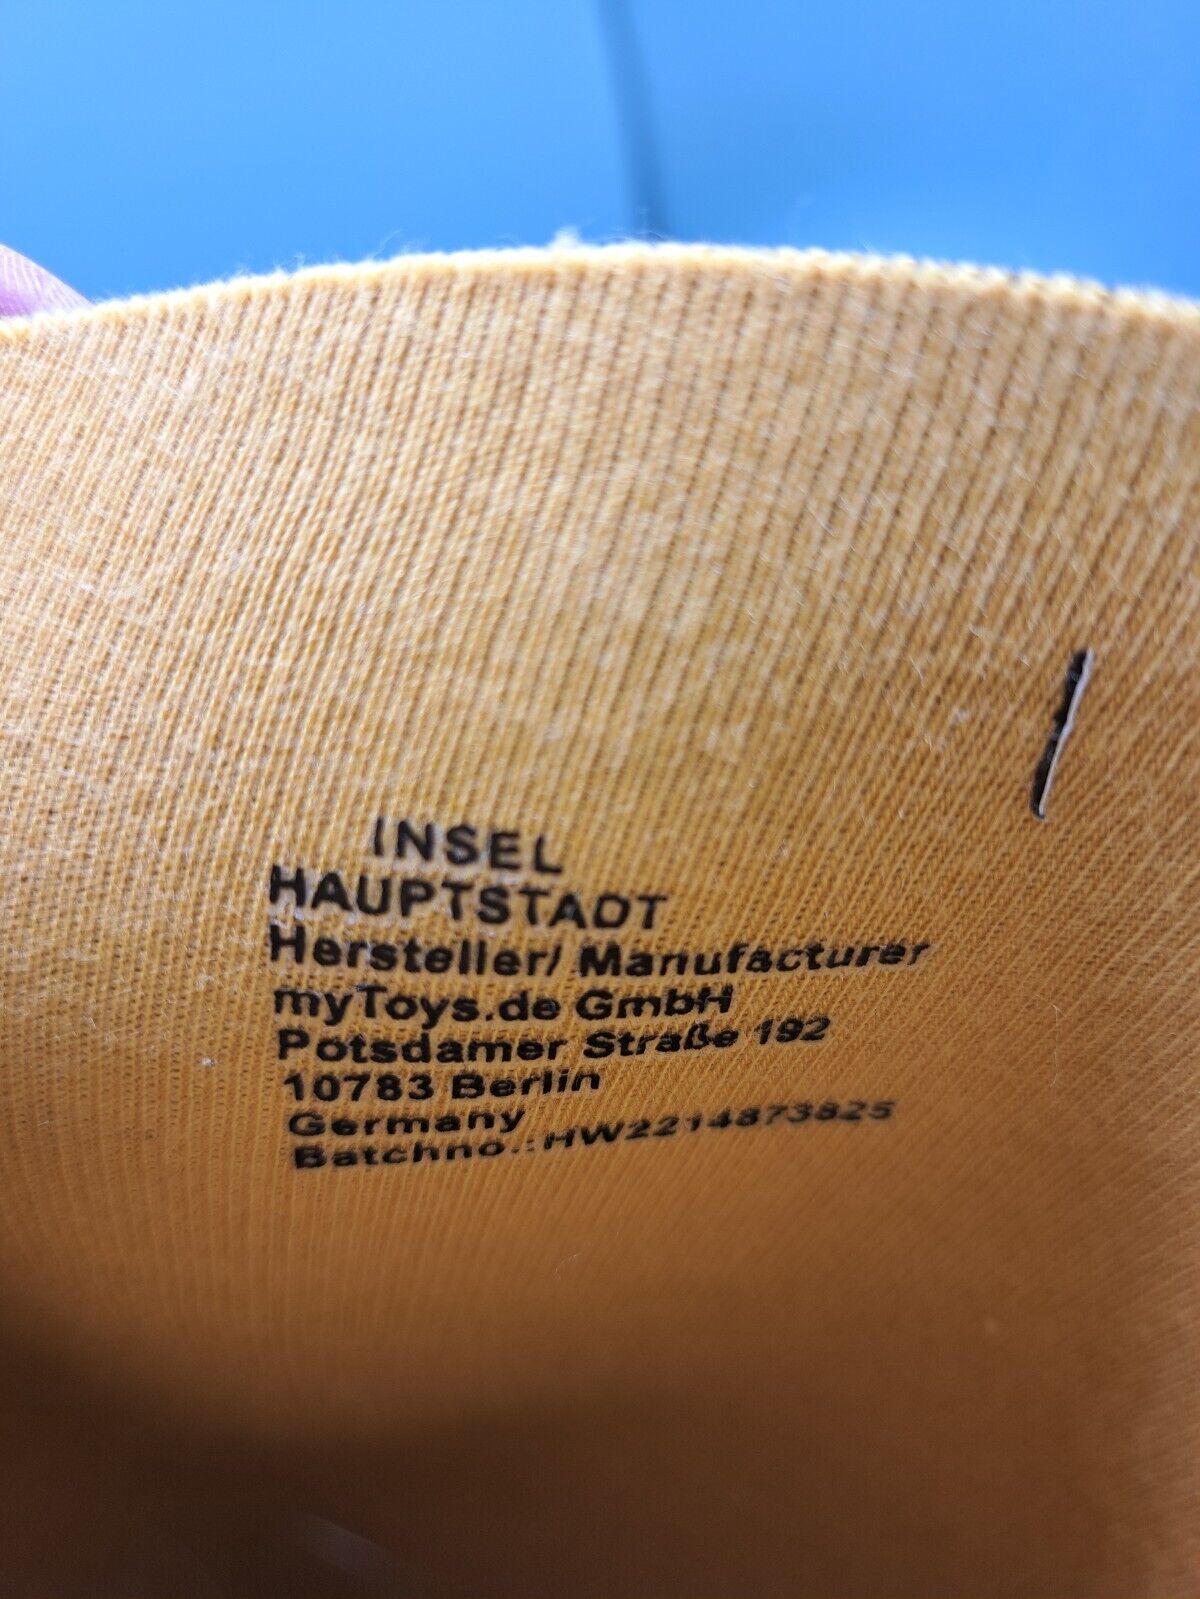 INSEL
HAUPTSTADT
Hersteller/ Manufacturer
myToys.de GmbH
Potsdamer Straße 192
10783 Berlin
Germany
Batchno.:HW2214873825